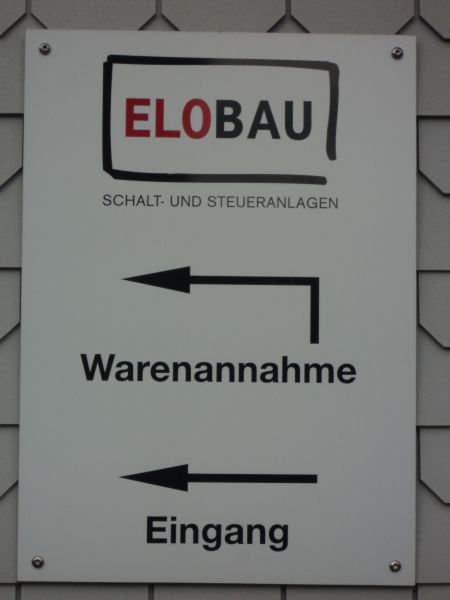 ELOBAU
SCHALT- UND STEUERANLAGEN
Warenannahme
Eingang